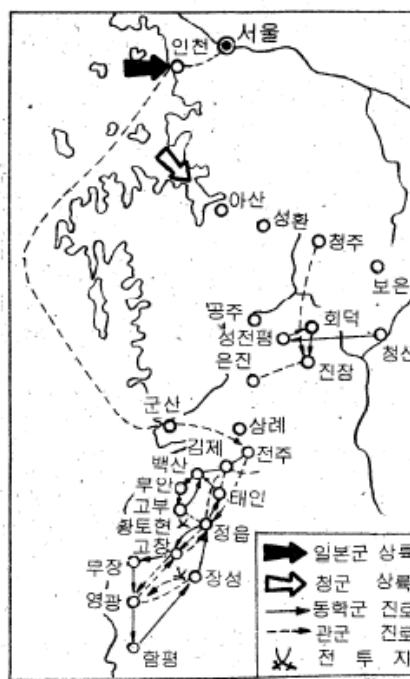 서울
인천
아산
성환
청주
보은
공주
회덕
성전평
청산
은진
진잠
군산
삼례
김제
전주
백산
무안
태인
고부
황토현
정읍
고창
무장
장성
영광
함평
일본군 상륙
청군 상륙
동학군 진로
관군 진로
전투지